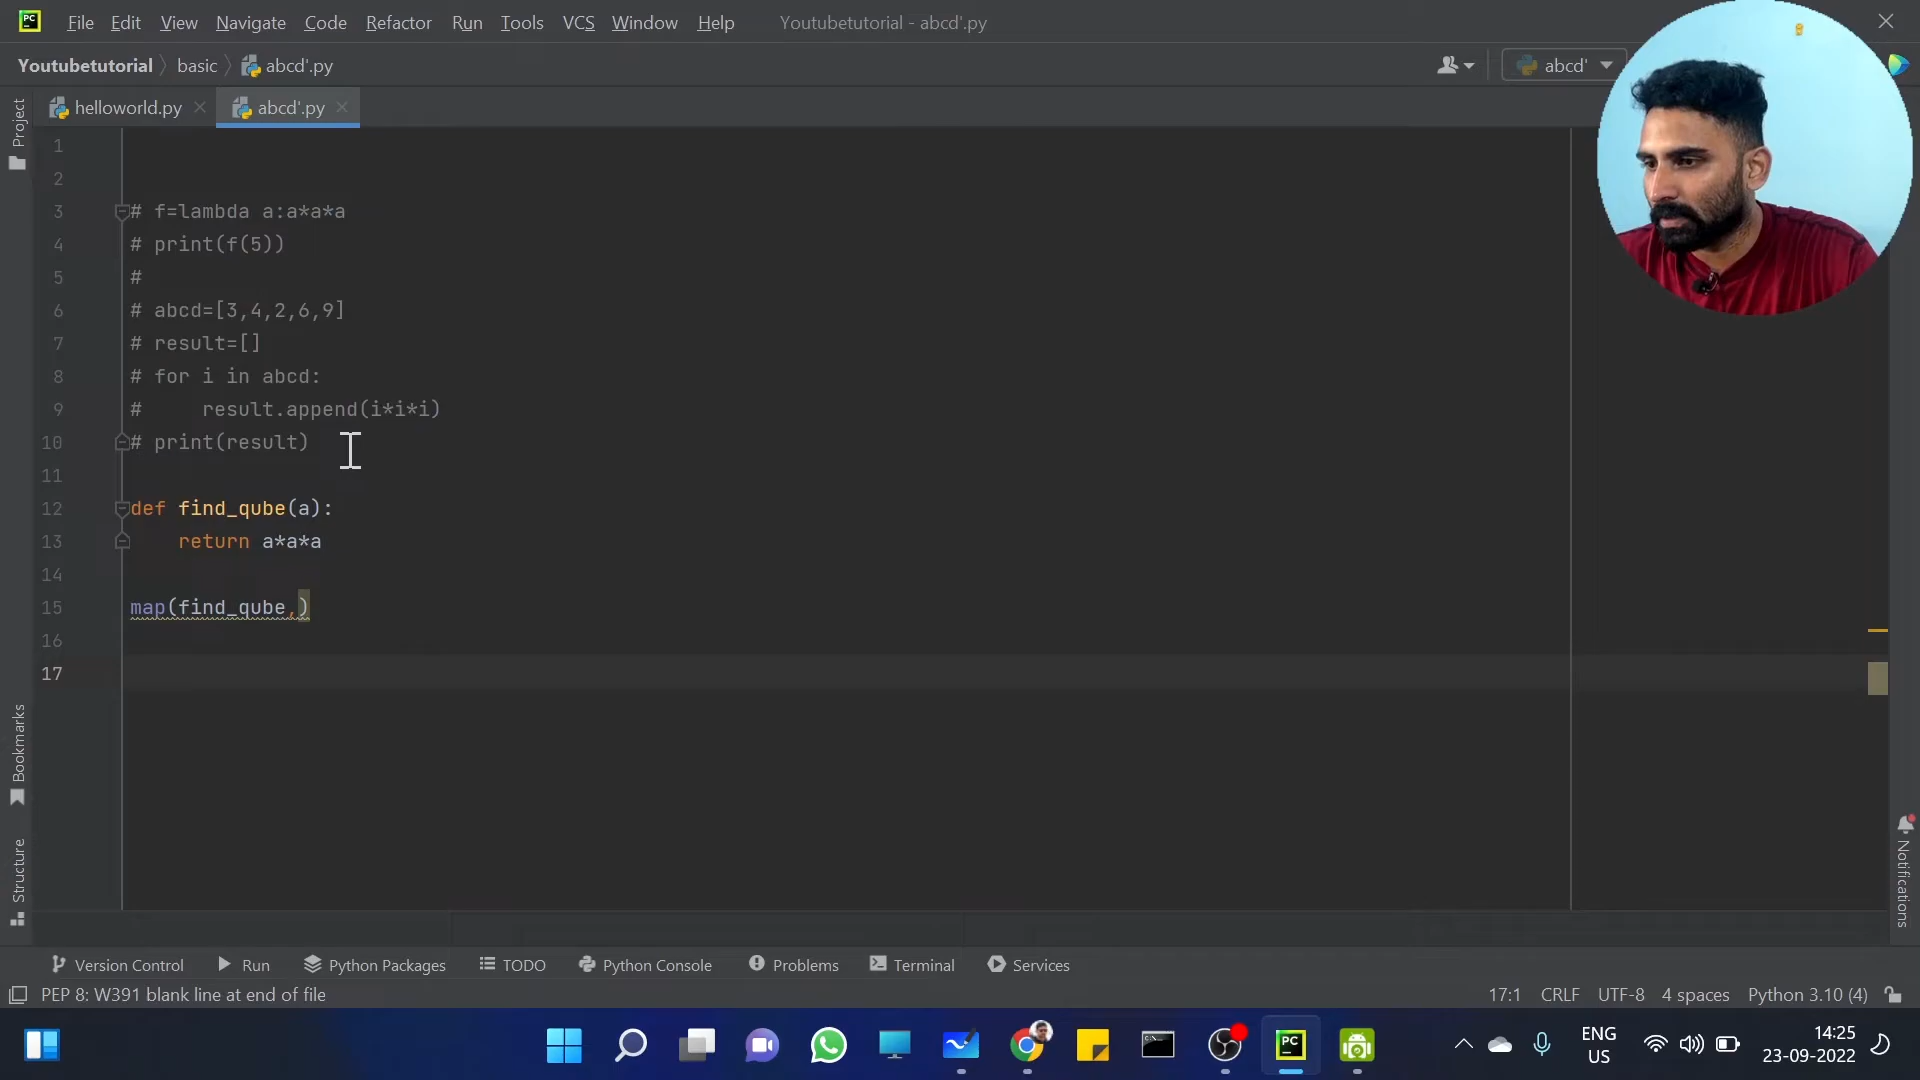 PC File Edit View Navigate Code Refactor Run Tools VCS Window Help Youtubetutorial - abcd'.py
Youtubetutorial basic abcd'.py abcd'
helloworld.py abcd'.py
Project
1
2
3 # f=lambda a:a*a*a
4 # print(f(5))
5 #
6 # abcd=[3,4,2,6,9]
7 # result=[]
8 # for i in abcd:
9 #     result.append(i*i*i)
10 # print(result)
11
12 def find_qube(a):
13     return a*a*a
14
15 map(find_qube,)
16
17
Bookmarks
Structure
Notifications
Version Control Run Python Packages TODO Python Console Problems Terminal Services
PEP 8: W391 blank line at end of file 17:1 CRLF UTF-8 4 spaces Python 3.10 (4)
PC
ENG
US
14:25
23-09-2022